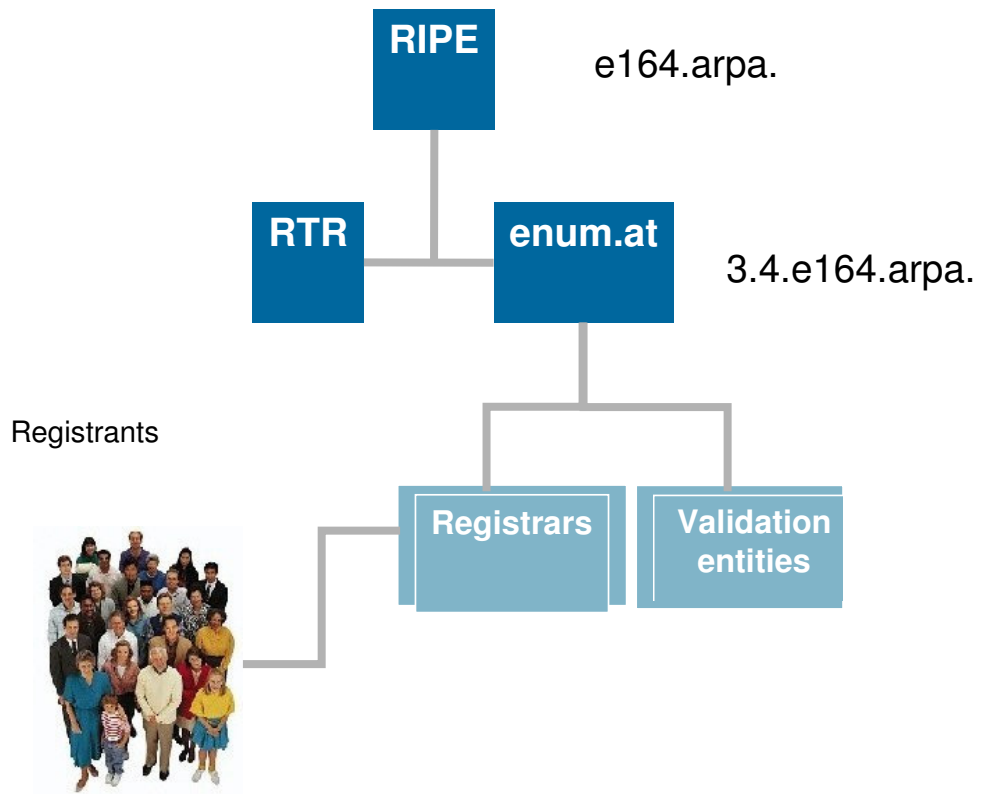 RIPE
e164.arpa.
RTR
enum.at
3.4.e164.arpa.
Registrants
Registrars
Validation
entities